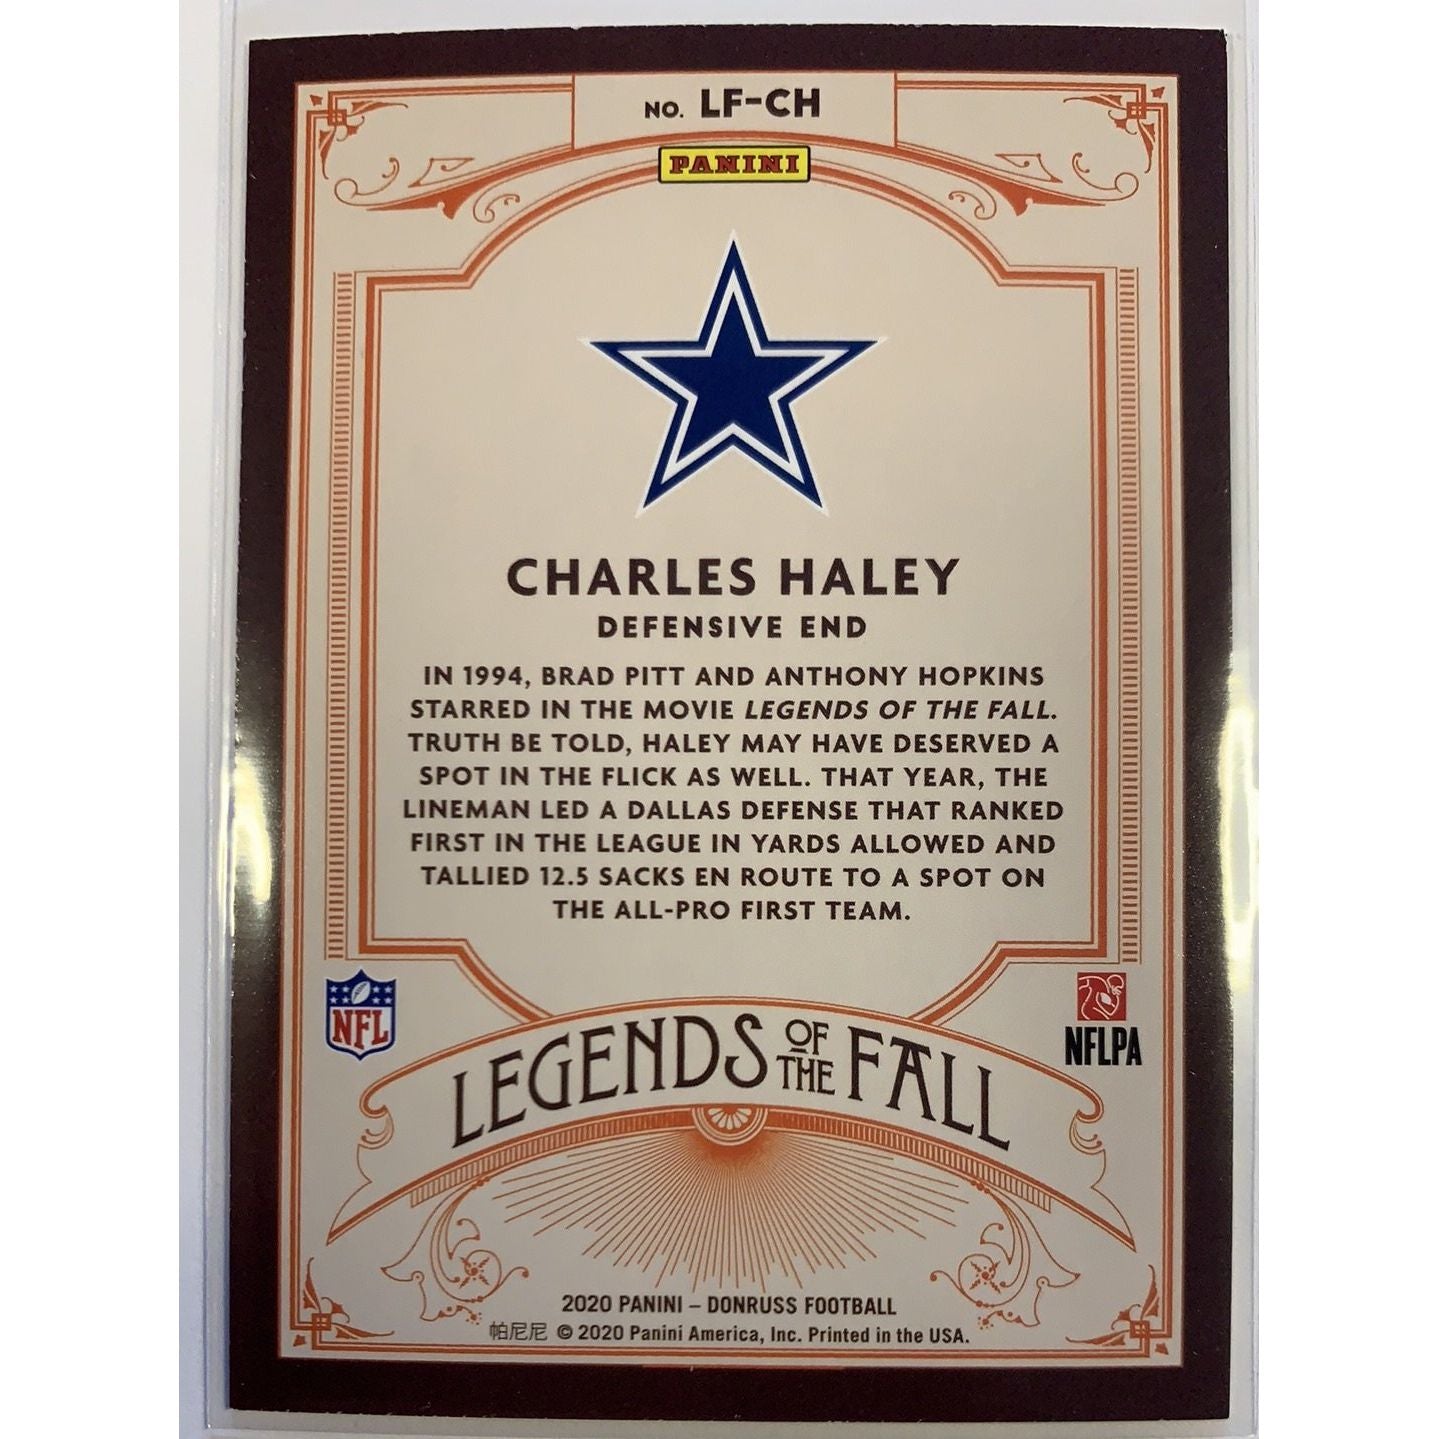 NO. LF-CH
PANINI
CHARLES HALEY
DEFENSIVE END
IN 1994, BRAD PITT AND ANTHONY HOPKINS
STARRED IN THE MOVIE LEGENDS OF THE FALL.
TRUTH BE TOLD, HALEY MAY HAVE DESERVED A
SPOT IN THE FLICK AS WELL. THAT YEAR, THE
LINEMAN LED A DALLAS DEFENSE THAT RANKED
FIRST IN THE LEAGUE IN YARDS ALLOWED AND
TALLIED 12.5 SACKS EN ROUTE TO A SPOT ON
THE ALL-PRO FIRST TEAM.
NFL
NFLPA
LEGENDS OF THE FALL
2020 PANINI – DONRUSS FOOTBALL
帕尼尼 © 2020 Panini America, Inc. Printed in the USA.